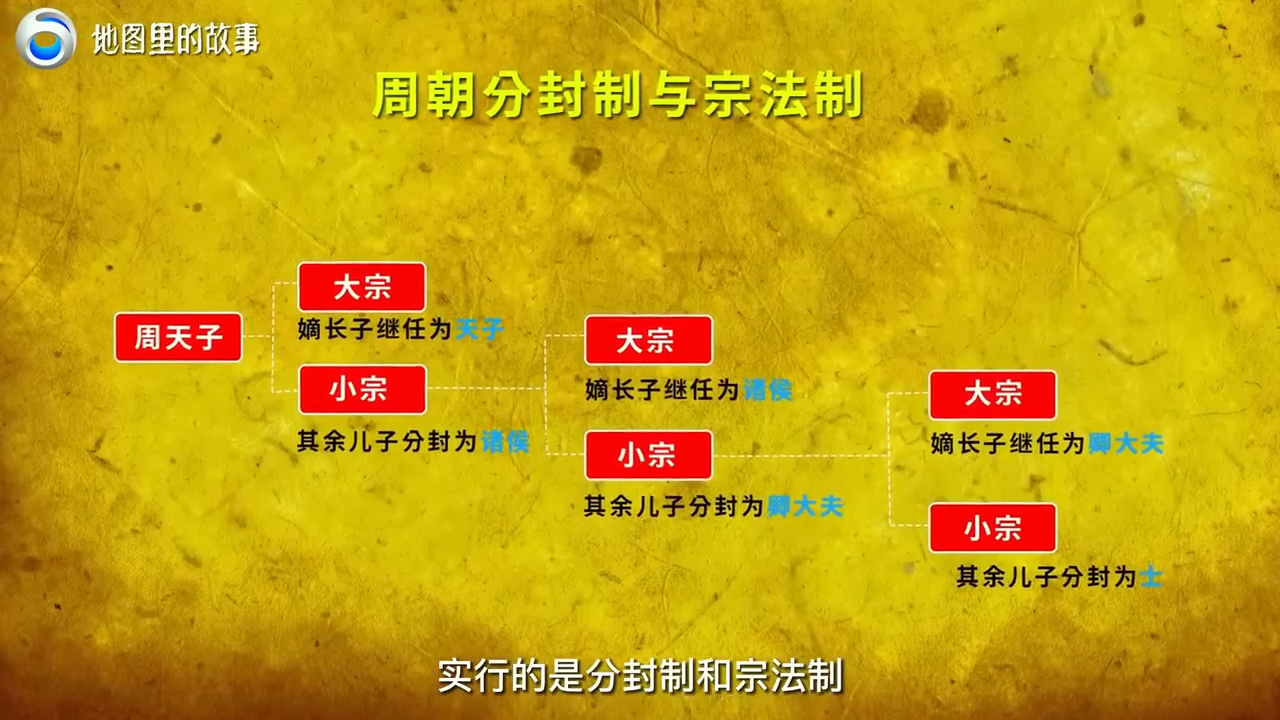 地图里的故事
周朝分封制与宗法制
周天子
大宗
嫡长子继任为天子
小宗
其余儿子分封为诸侯
大宗
嫡长子继任为诸侯
小宗
其余儿子分封为卿大夫
大宗
嫡长子继任为卿大夫
小宗
其余儿子分封为士
实行的是分封制和宗法制